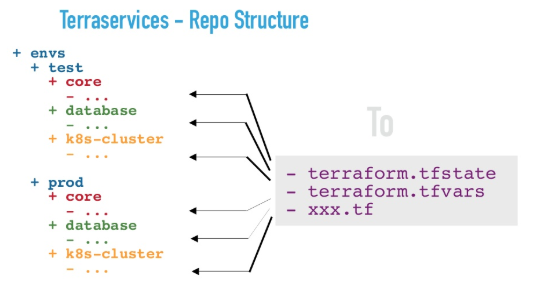 Terraservices - Repo Structure
+ envs
+ test
+ core
- ...
+ database
- ...
+ k8s-cluster
- ...
+ prod
+ core
- ...
+ database
- ...
+ k8s-cluster
- ...
To
- terraform.tfstate
- terraform.tfvars
- xxx.tf